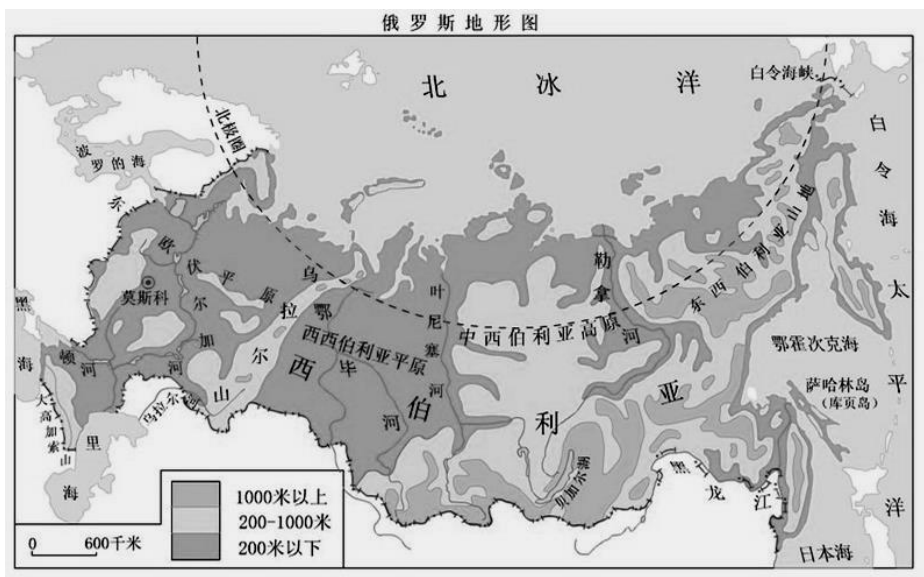 俄罗斯地形图
北冰洋
白令海峡
北极圈
白令海
波罗的海
东欧平原
莫斯科
伏尔加河
乌拉尔山
鄂毕河
西西伯利亚平原
叶尼塞河
中西伯利亚高原
勒拿河
东西伯利亚山地
太平洋
鄂霍次克海
萨哈林岛
(库页岛)
黑海
顿河
大高加索山
里海
乌拉尔河
西伯利亚
贝加尔湖
黑龙江
日本海
1000米以上
200-1000米
200米以下
0 600千米